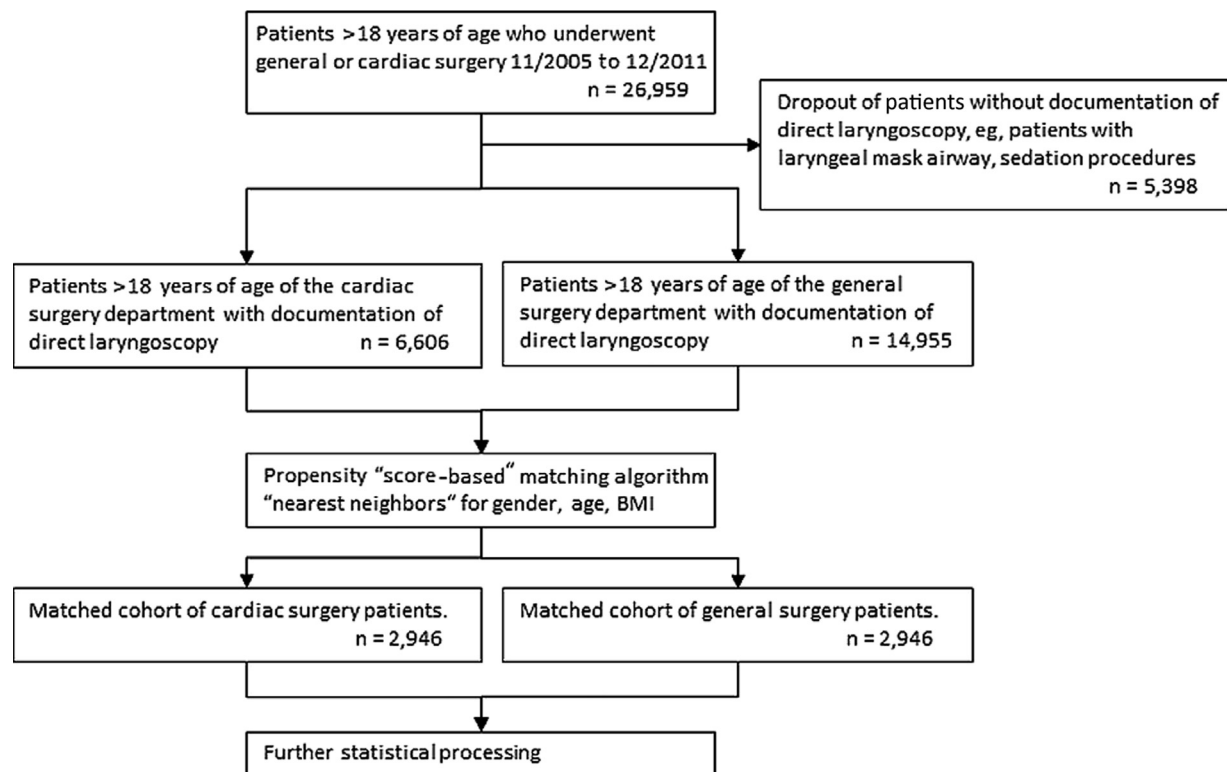 Patients >18 years of age who underwent
general or cardiac surgery 11/2005 to 12/2011
n = 26,959
Dropout of patients without documentation of
direct laryngoscopy, eg, patients with
laryngeal mask airway, sedation procedures
n = 5,398
Patients >18 years of age of the cardiac
surgery department with documentation of
direct laryngoscopy n = 6,606
Patients >18 years of age of the general
surgery department with documentation of
direct laryngoscopy n = 14,955
Propensity “score-based“ matching algorithm
“nearest neighbors“ for gender, age, BMI
Matched cohort of cardiac surgery patients.
n = 2,946
Matched cohort of general surgery patients.
n = 2,946
Further statistical processing